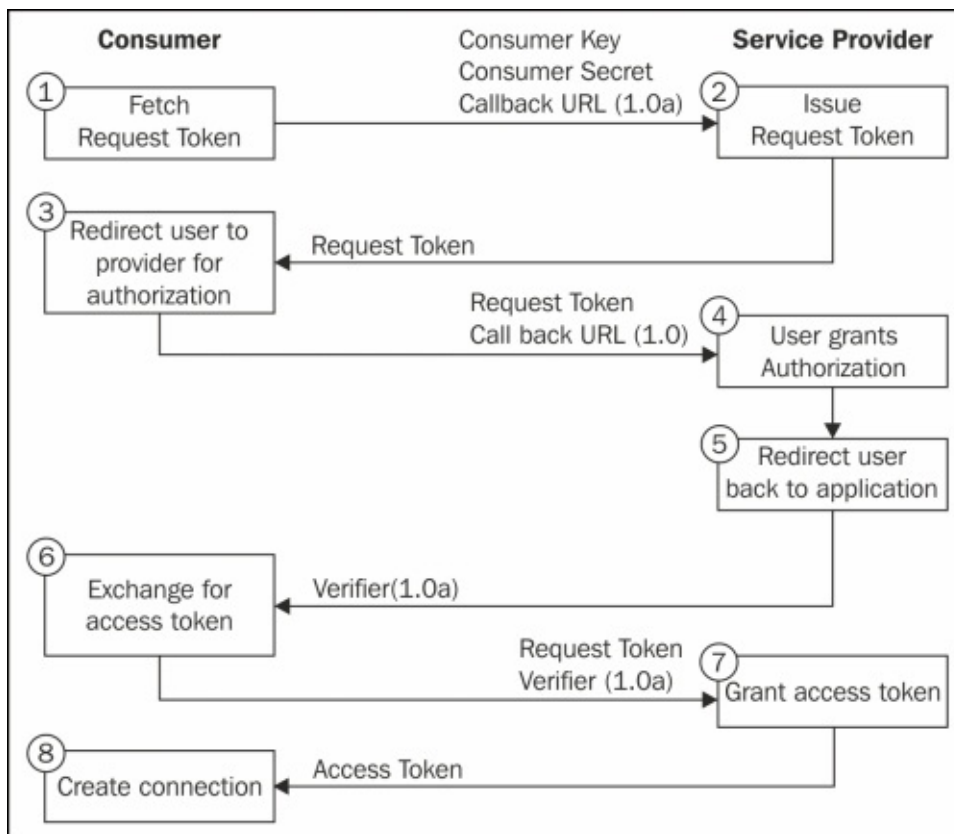 Consumer
Service Provider
Consumer Key
Consumer Secret
Callback URL (1.0a)
1
Fetch
Request Token
2
Issue
Request Token
3
Redirect user to
provider for
authorization
Request Token
Request Token
Call back URL (1.0)
4
User grants
Authorization
5
Redirect user
back to application
6
Exchange for
access token
Verifier(1.0a)
Request Token
Verifier (1.0a)
7
Grant access token
8
Create connection
Access Token